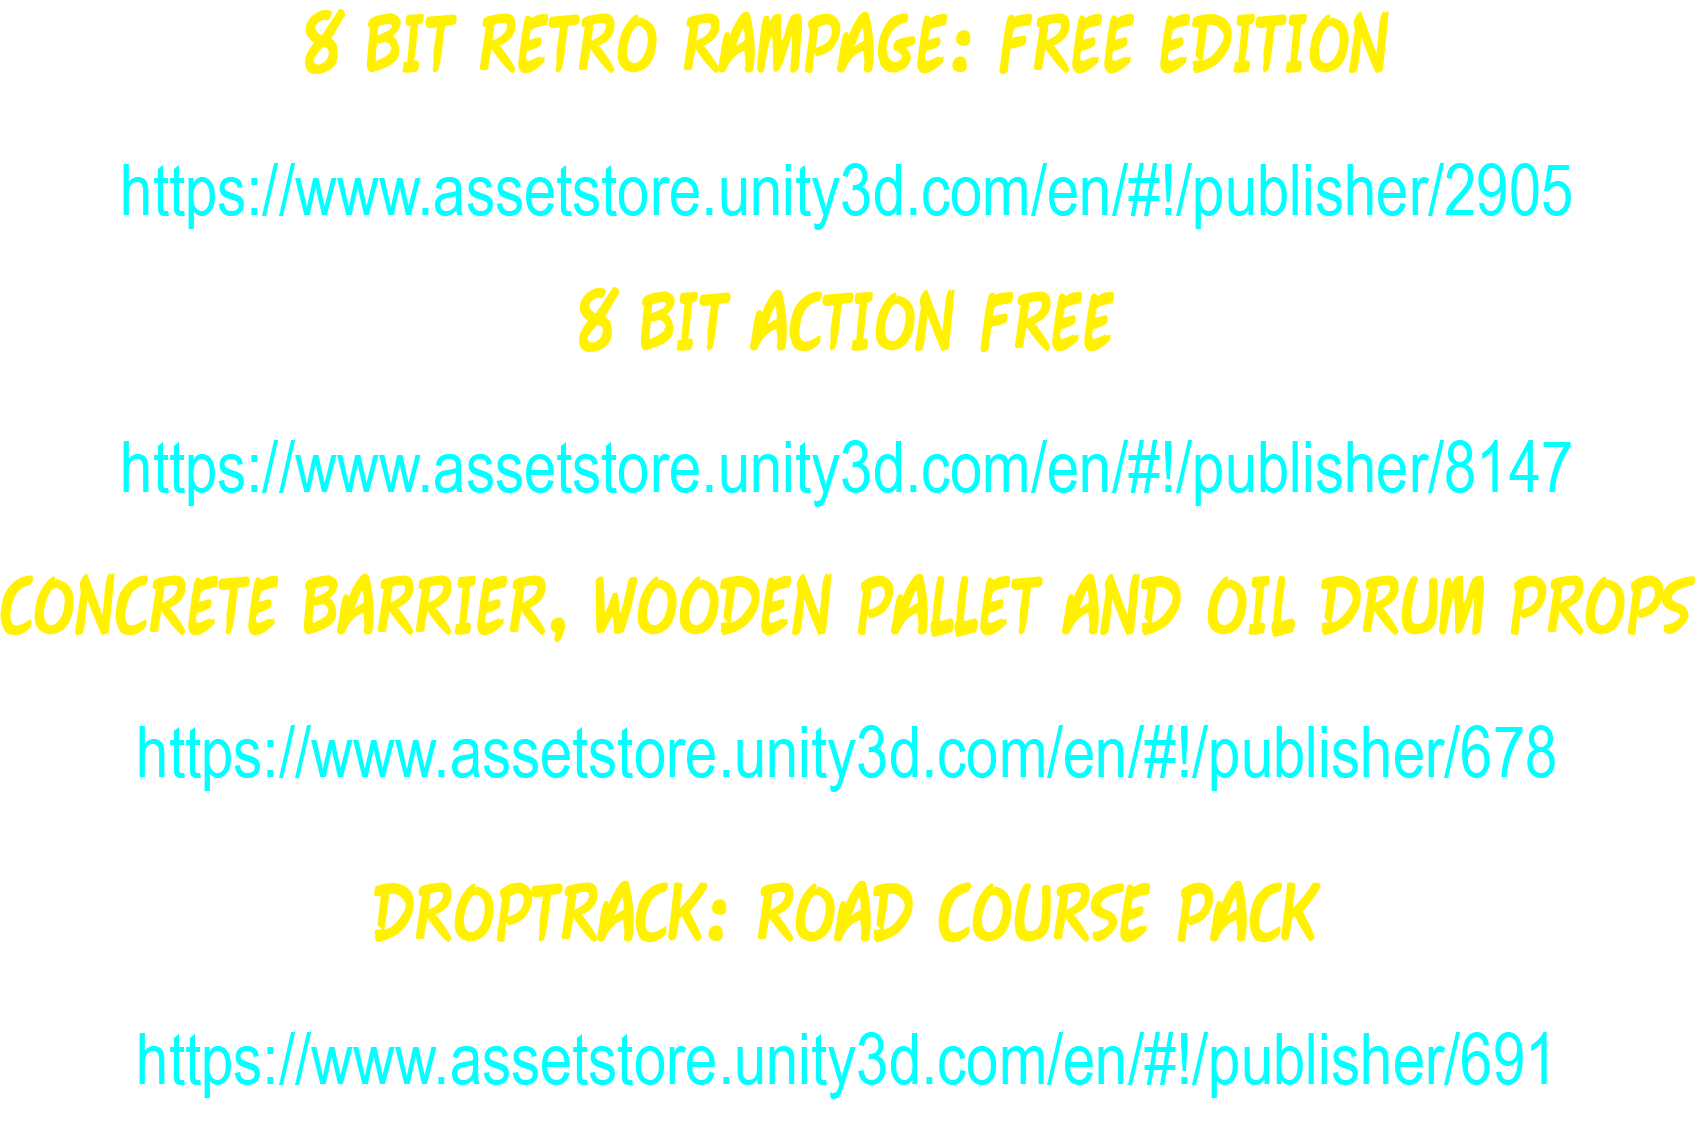 8 BIT RETRO RAMPAGE: FREE EDITION
https://www.assetstore.unity3d.com/en/#!/publisher/2905
8 BIT ACTION FREE
https://www.assetstore.unity3d.com/en/#!/publisher/8147
CONCRETE BARRIER, WOODEN PALLET AND OIL DRUM PROPS
https://www.assetstore.unity3d.com/en/#!/publisher/678
DROPTRACK: ROAD COURSE PACK
https://www.assetstore.unity3d.com/en/#!/publisher/691